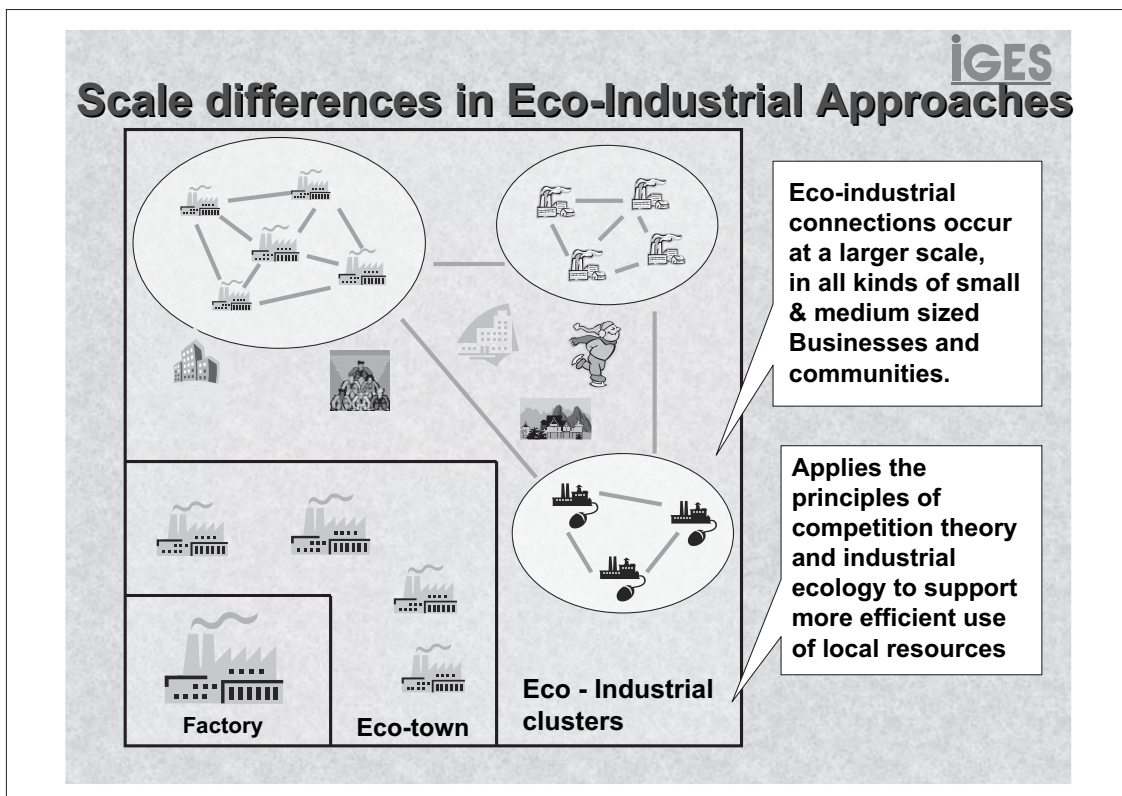 iGES
Scale differences in Eco-Industrial Approaches
Eco-industrial
connections occur
at a larger scale,
in all kinds of small
& medium sized
Businesses and
communities.
Applies the
principles of
competition theory
and industrial
ecology to support
more efficient use
of local resources
Eco - Industrial
clusters
Factory
Eco-town